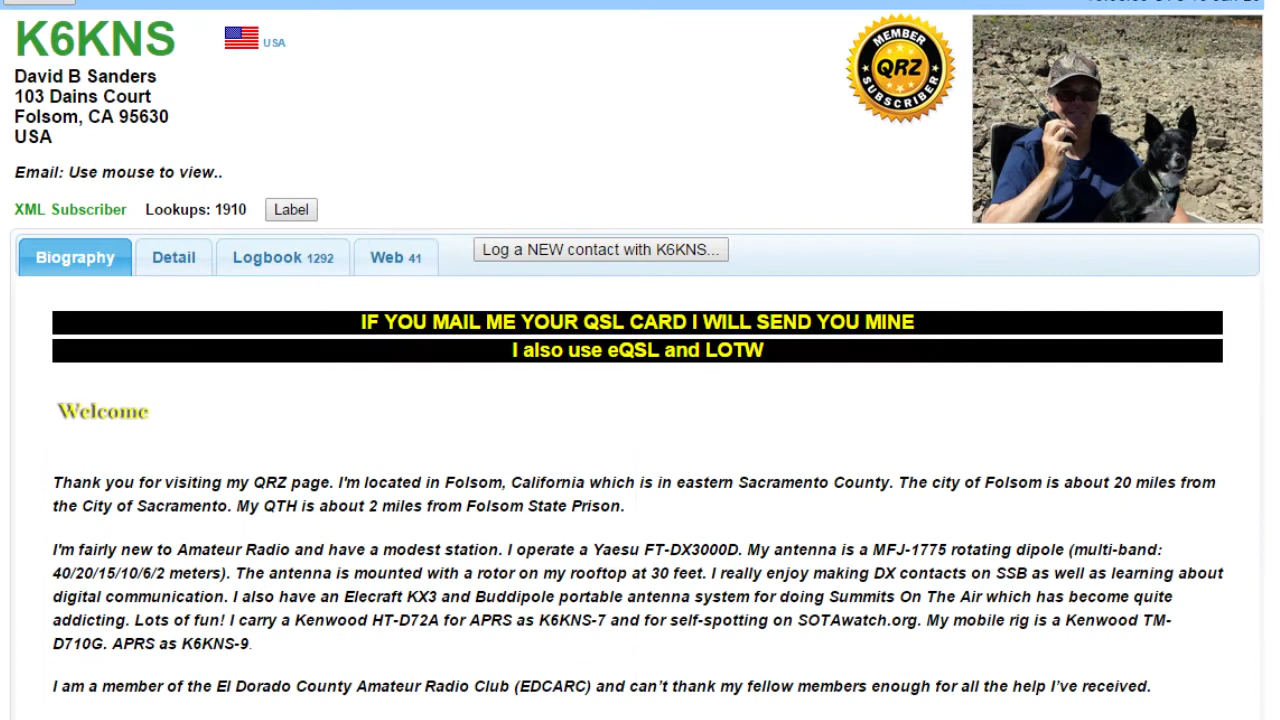 K6KNS
USA
David B Sanders
103 Dains Court
Folsom, CA 95630
USA
Email: Use mouse to view..
XML Subscriber Lookups: 1910 Label
MEMBER
QRZ
SUBSCRIBER
Biography Detail Logbook 1292 Web 41 Log a NEW contact with K6KNS...
IF YOU MAIL ME YOUR QSL CARD I WILL SEND YOU MINE
I also use eQSL and LOTW
Welcome
Thank you for visiting my QRZ page. I'm located in Folsom, California which is in eastern Sacramento County. The city of Folsom is about 20 miles from
the City of Sacramento. My QTH is about 2 miles from Folsom State Prison.
I'm fairly new to Amateur Radio and have a modest station. I operate a Yaesu FT-DX3000D. My antenna is a MFJ-1775 rotating dipole (multi-band:
40/20/15/10/6/2 meters). The antenna is mounted with a rotor on my rooftop at 30 feet. I really enjoy making DX contacts on SSB as well as learning about
digital communication. I also have an Elecraft KX3 and Buddipole portable antenna system for doing Summits On The Air which has become quite
addicting. Lots of fun! I carry a Kenwood HT-D72A for APRS as K6KNS-7 and for self-spotting on SOTAwatch.org. My mobile rig is a Kenwood TM-
D710G. APRS as K6KNS-9.
I am a member of the El Dorado County Amateur Radio Club (EDCARC) and can’t thank my fellow members enough for all the help I’ve received.